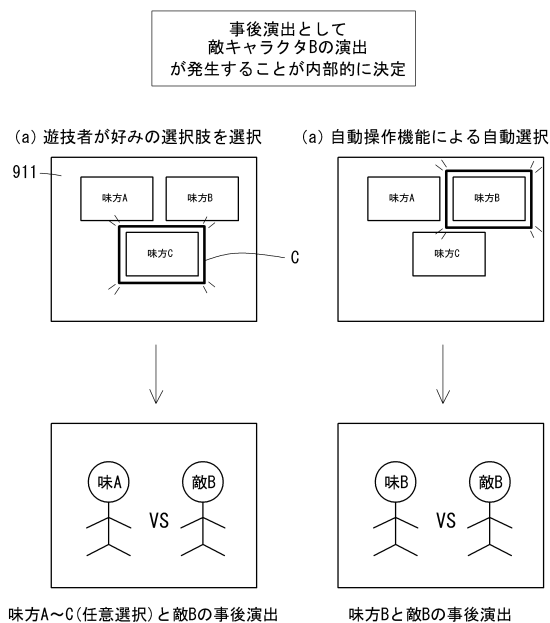 事後演出として
敵キャラクタBの演出
が発生することが内部的に決定
(a) 遊技者が好みの選択肢を選択
(a) 自動操作機能による自動選択
911
味方A
味方B
味方C
C
味方A
味方B
味方C
味A
VS
敵B
味B
VS
敵B
味方A～C(任意選択)と敵Bの事後演出
味方Bと敵Bの事後演出